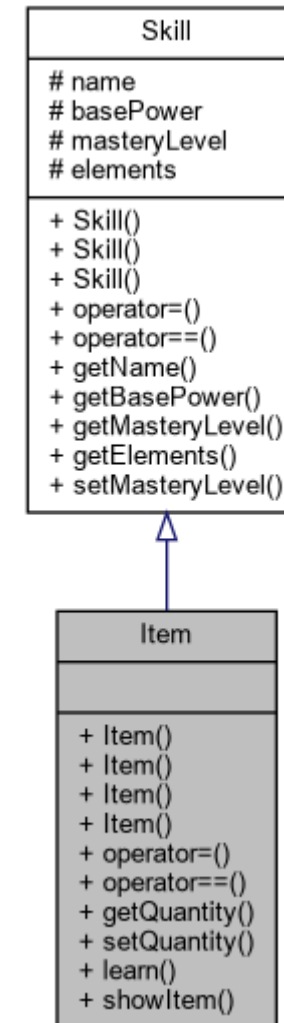 Skill
# name
# basePower
# masteryLevel
# elements
+ Skill()
+ Skill()
+ Skill()
+ operator=()
+ operator==()
+ getName()
+ getBasePower()
+ getMasteryLevel()
+ getElements()
+ setMasteryLevel()
Item
+ Item()
+ Item()
+ Item()
+ Item()
+ operator=()
+ operator==()
+ getQuantity()
+ setQuantity()
+ learn()
+ showItem()